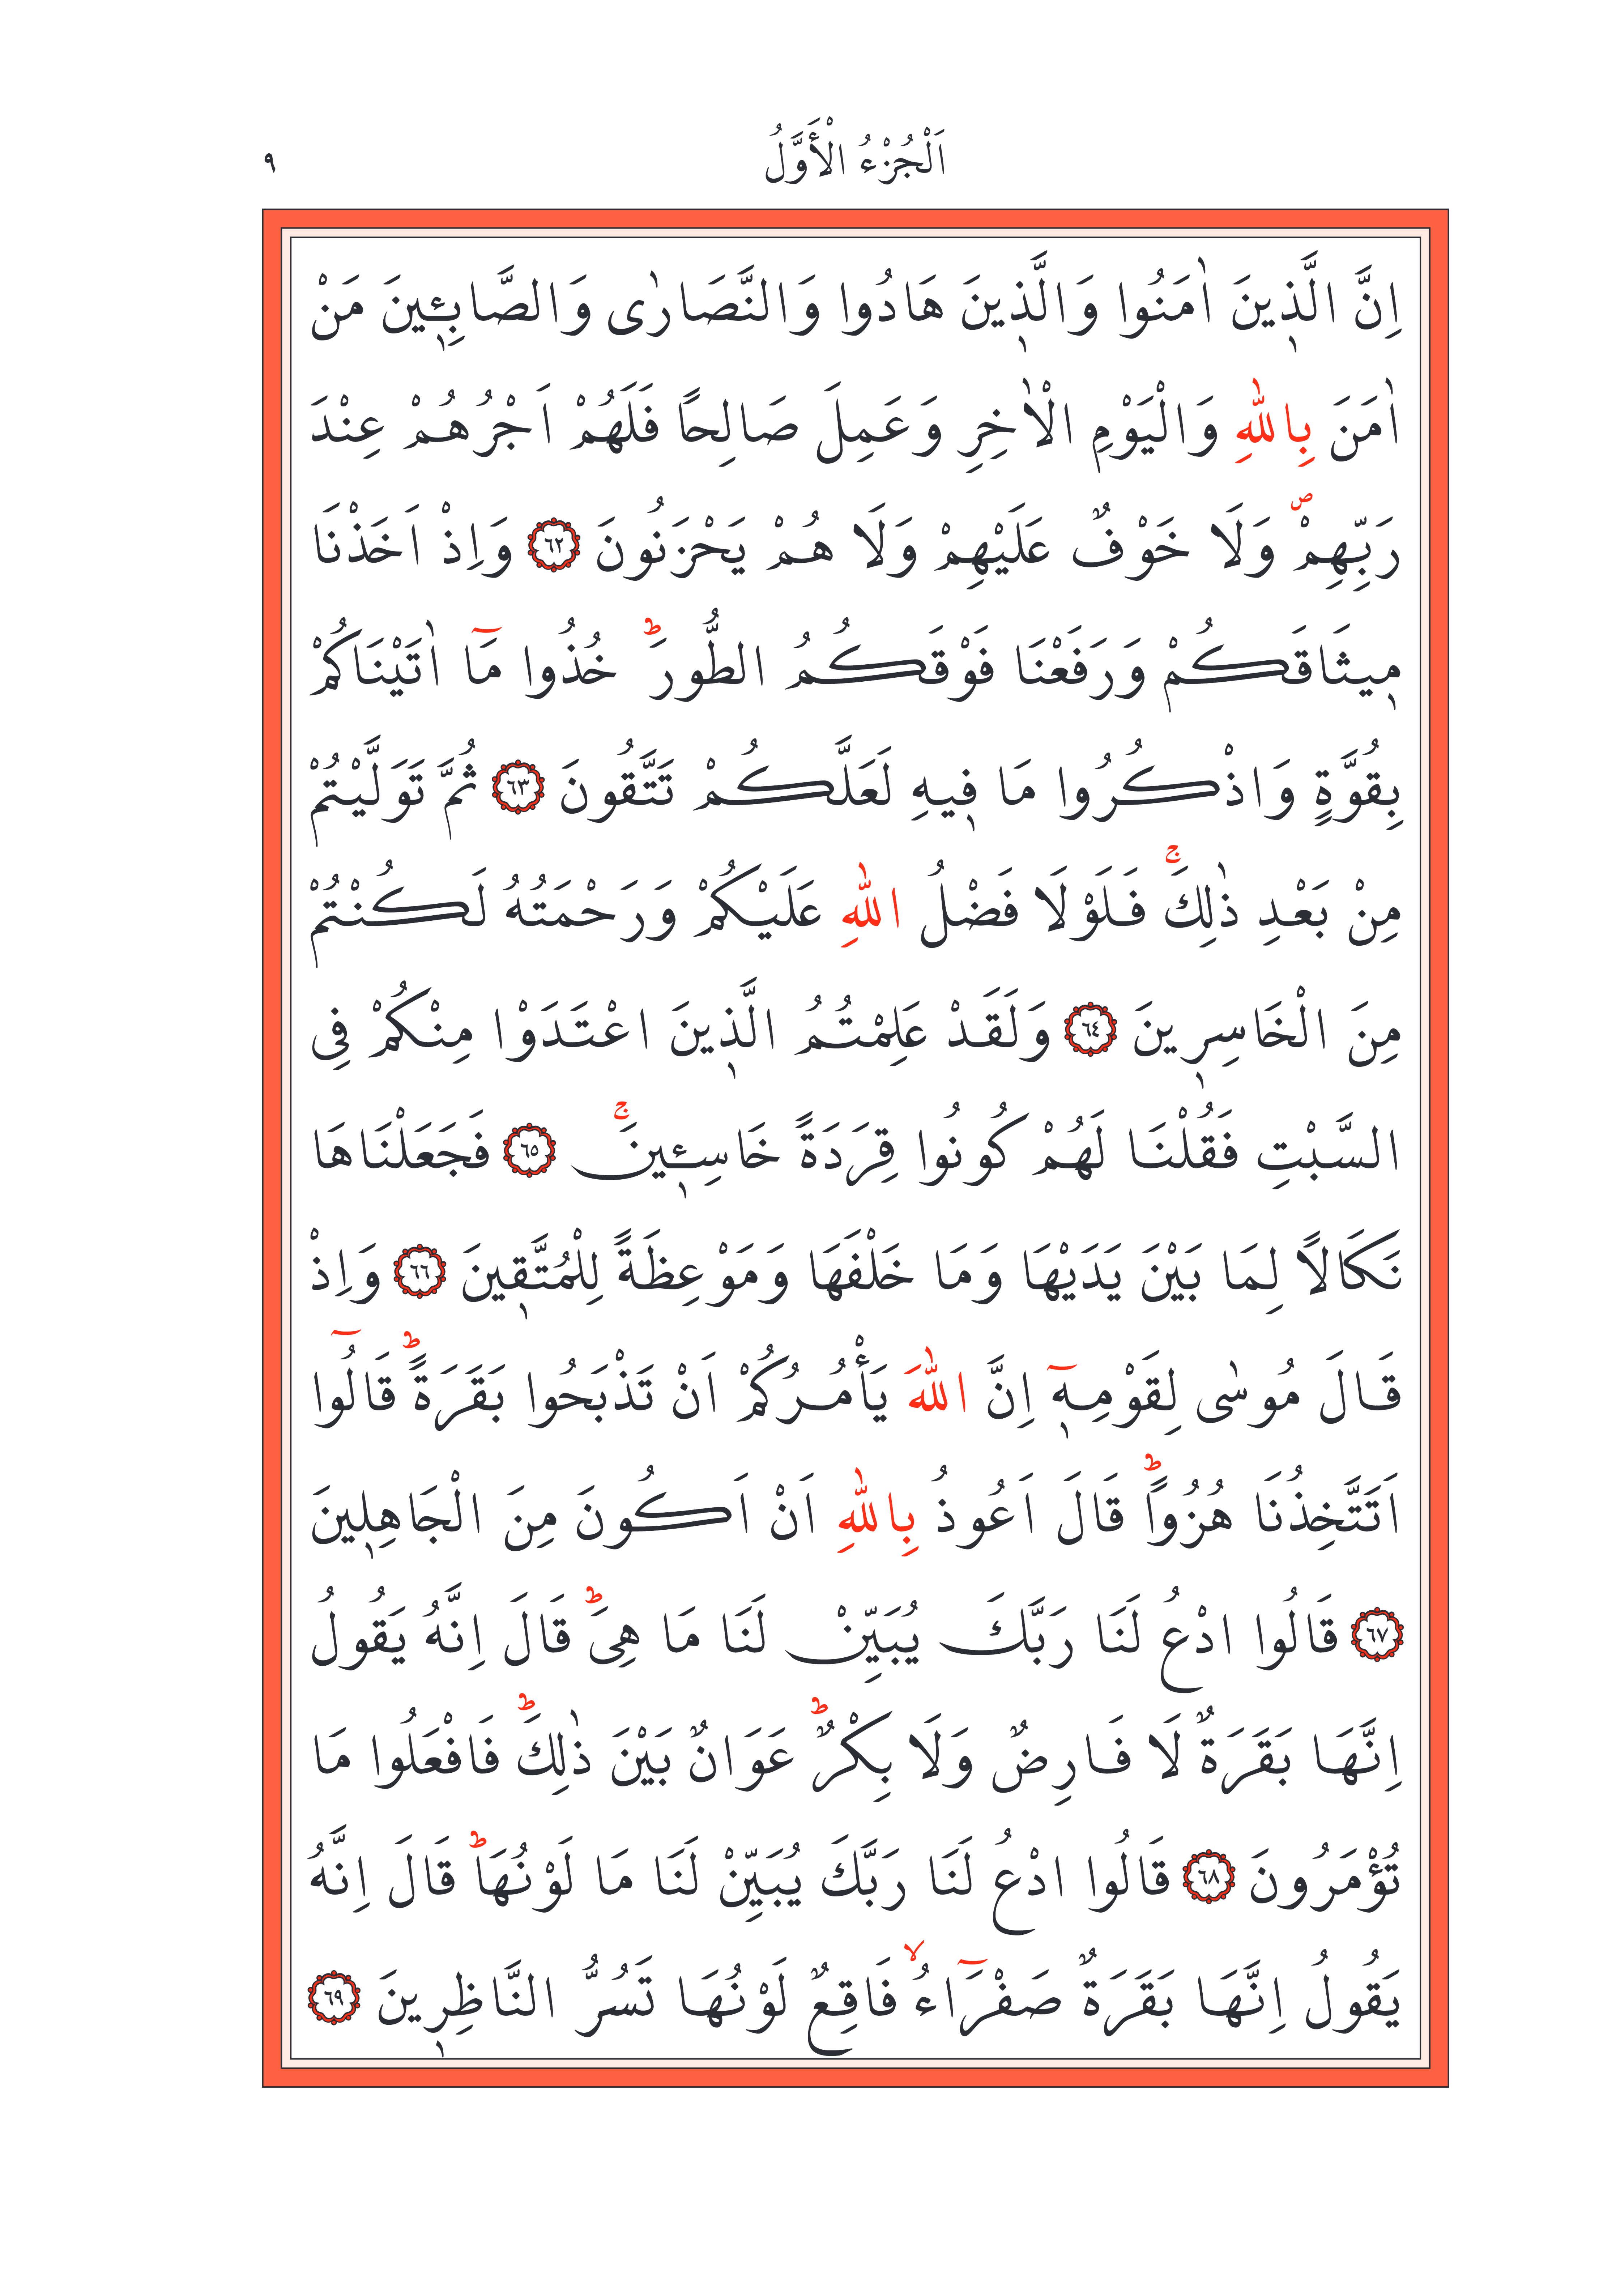 اَلْجُزْءُ الْأَوَّلُ ٩
اِنَّ الَّذ۪ينَ اٰمَنُوا وَالَّذ۪ينَ هَادُوا وَالنَّصَارٰى وَالصَّابِـ۪ٔينَ مَنْ
اٰمَنَ بِاللّٰهِ وَالْيَوْمِ الْاٰخِرِ وَعَمِلَ صَالِحًا فَلَهُمْ اَجْرُهُمْ عِنْدَ
رَبِّهِمْۖ وَلَا خَوْفٌ عَلَيْهِمْ وَلَا هُمْ يَحْزَنُونَ ﴿٦٢﴾ وَاِذْ اَخَذْنَا
م۪يثَاقَكُمْ وَرَفَعْنَا فَوْقَكُمُ الطُّورَۜ خُذُوا مَٓا اٰتَيْنَاكُمْ
بِقُوَّةٍ وَاذْكُرُوا مَا ف۪يهِ لَعَلَّكُمْ تَتَّقُونَ ﴿٦٣﴾ ثُمَّ تَوَلَّيْتُمْ
مِنْ بَعْدِ ذٰلِكَۚ فَلَوْلَا فَضْلُ اللّٰهِ عَلَيْكُمْ وَرَحْمَتُهُ لَكُنْتُمْ
مِنَ الْخَاسِر۪ينَ ﴿٦٤﴾ وَلَقَدْ عَلِمْتُمُ الَّذ۪ينَ اعْتَدَوْا مِنْكُمْ فِى
السَّبْتِ فَقُلْنَا لَهُمْ كُونُوا قِرَدَةً خَاسِـ۪ٔينَۚ ﴿٦٥﴾ فَجَعَلْنَاهَا
نَكَالًا لِمَا بَيْنَ يَدَيْهَا وَمَا خَلْفَهَا وَمَوْعِظَةً لِلْمُتَّق۪ينَ ﴿٦٦﴾ وَاِذْ
قَالَ مُوسٰى لِقَوْمِه۪ٓ اِنَّ اللّٰهَ يَأْمُرُكُمْ اَنْ تَذْبَحُوا بَقَرَةًۜ قَالُٓوا
اَتَتَّخِذُنَا هُزُوًاۜ قَالَ اَعُوذُ بِاللّٰهِ اَنْ اَكُونَ مِنَ الْجَاهِل۪ينَ
﴿٦٧﴾ قَالُوا ادْعُ لَنَا رَبَّكَ يُبَيِّنْ لَنَا مَا هِىَۜ قَالَ اِنَّهُ يَقُولُ
اِنَّهَا بَقَرَةٌ لَا فَارِضٌ وَلَا بِكْرٌۜ عَوَانٌ بَيْنَ ذٰلِكَۜ فَافْعَلُوا مَا
تُؤْمَرُونَ ﴿٦٨﴾ قَالُوا ادْعُ لَنَا رَبَّكَ يُبَيِّنْ لَنَا مَا لَوْنُهَاۜ قَالَ اِنَّهُ
يَقُولُ اِنَّهَا بَقَرَةٌ صَفْرَٓاءُۙ فَاقِعٌ لَوْنُهَا تَسُرُّ النَّاظِر۪ينَ ﴿٦٩﴾